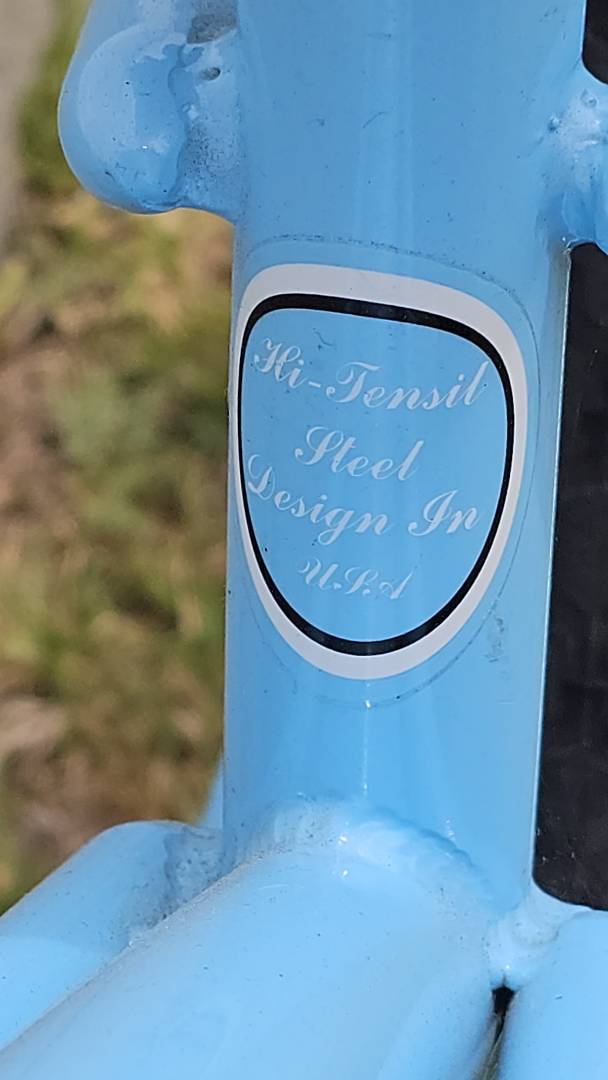 Hi-Tensil
Steel
Design In
U.S.A